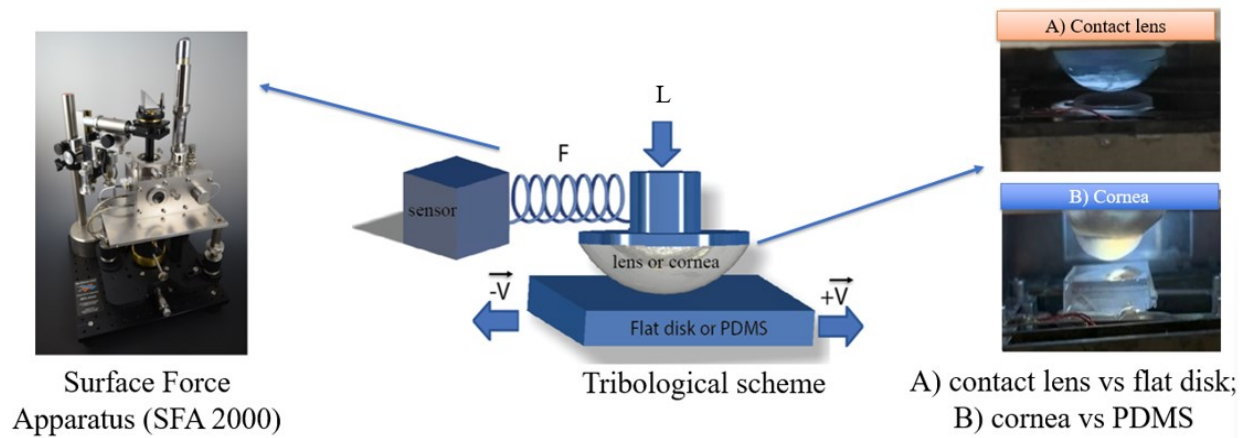 A) Contact lens
L
F
sensor
lens or cornea
B) Cornea
-V
+V
Flat disk or PDMS
Surface Force
Apparatus (SFA 2000)
Tribological scheme
A) contact lens vs flat disk;
B) cornea vs PDMS